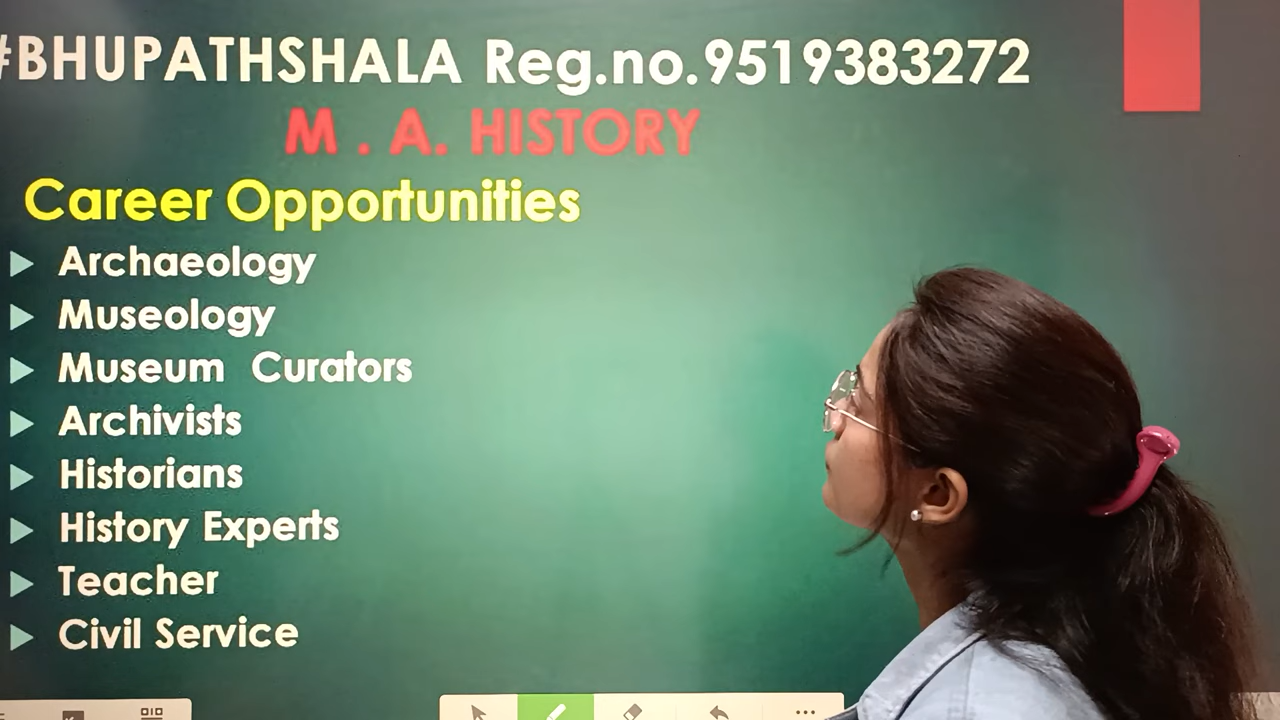 #BHUPATHSHALA Reg.no.9519383272
M . A. HISTORY
Career Opportunities
Archaeology
Museology
Museum Curators
Archivists
Historians
History Experts
Teacher
Civil Service